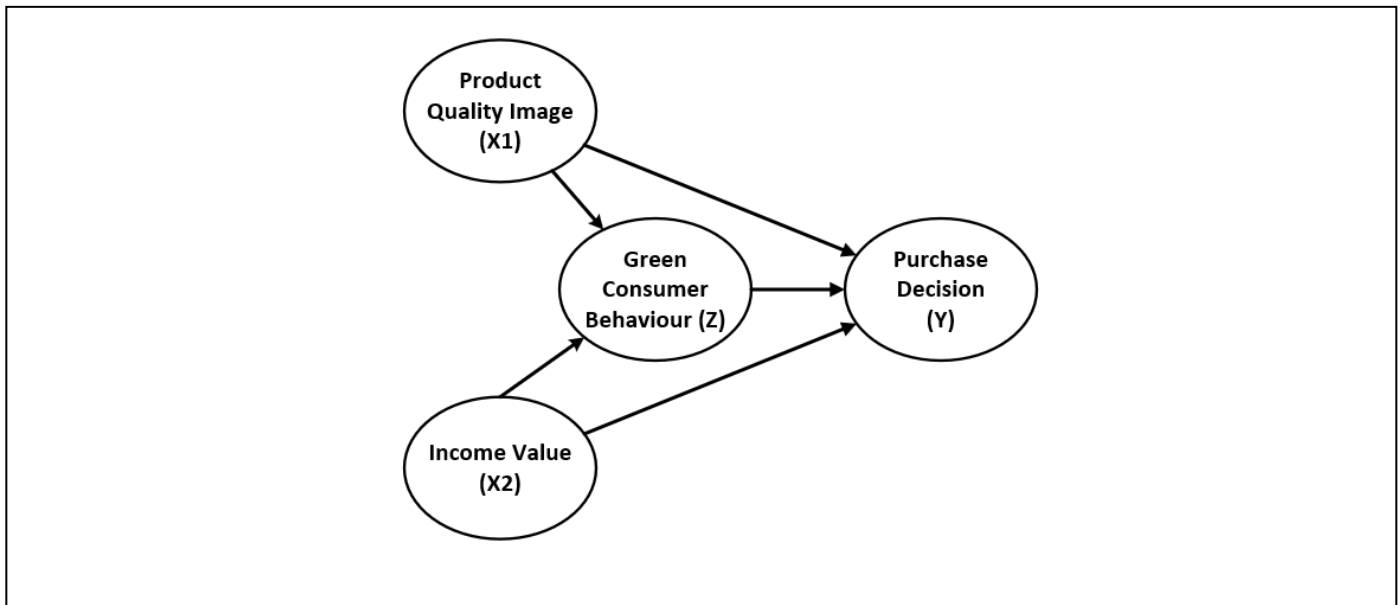 Product
Quality Image
(X1)
Green
Consumer
Behaviour (Z)
Purchase
Decision
(Y)
Income Value
(X2)